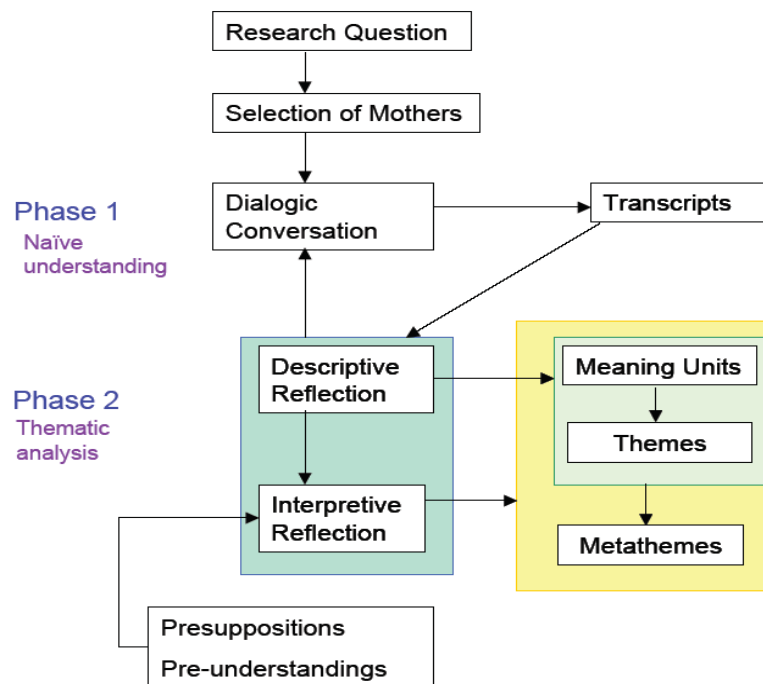 Research Question
Selection of Mothers
Phase 1
Naïve
understanding
Dialogic
Conversation
Transcripts
Phase 2
Thematic
analysis
Descriptive
Reflection
Meaning Units
Themes
Interpretive
Reflection
Metathemes
Presuppositions
Pre-understandings